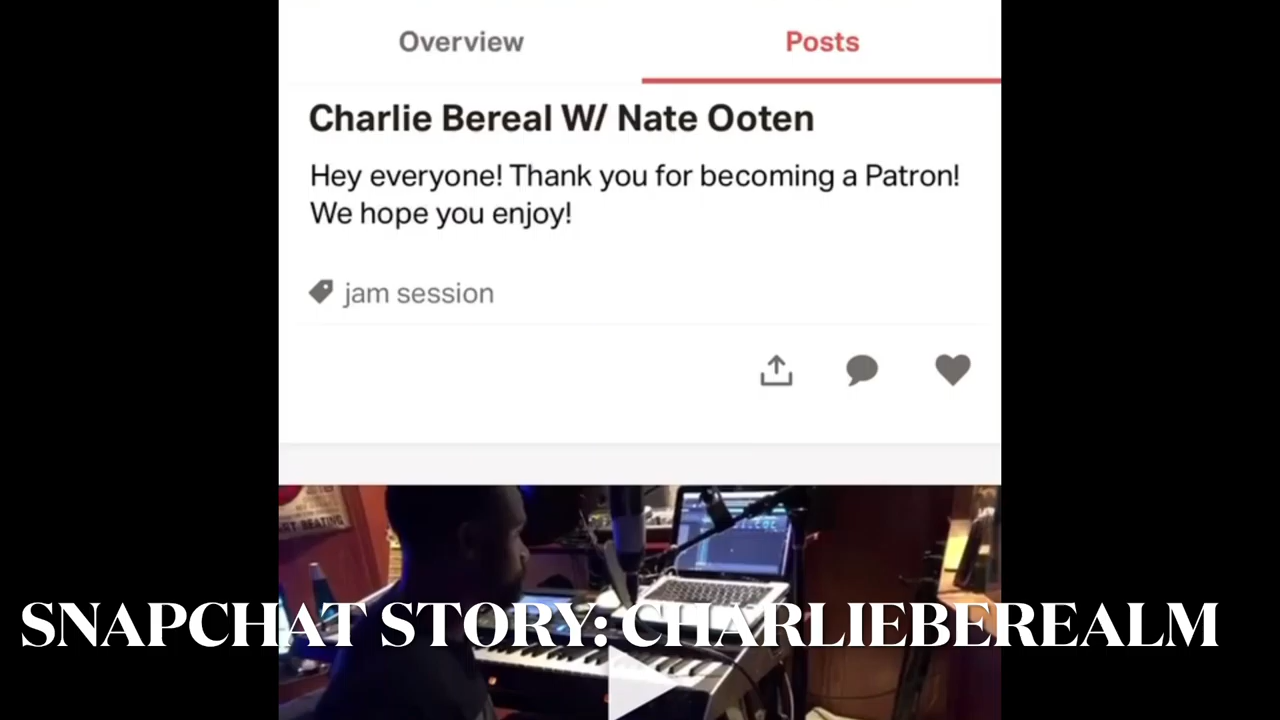 Overview
Posts
Charlie Bereal W/ Nate Ooten
Hey everyone! Thank you for becoming a Patron!
We hope you enjoy!
jam session
SNAPCHAT STORY: CHARLIEBEREALM